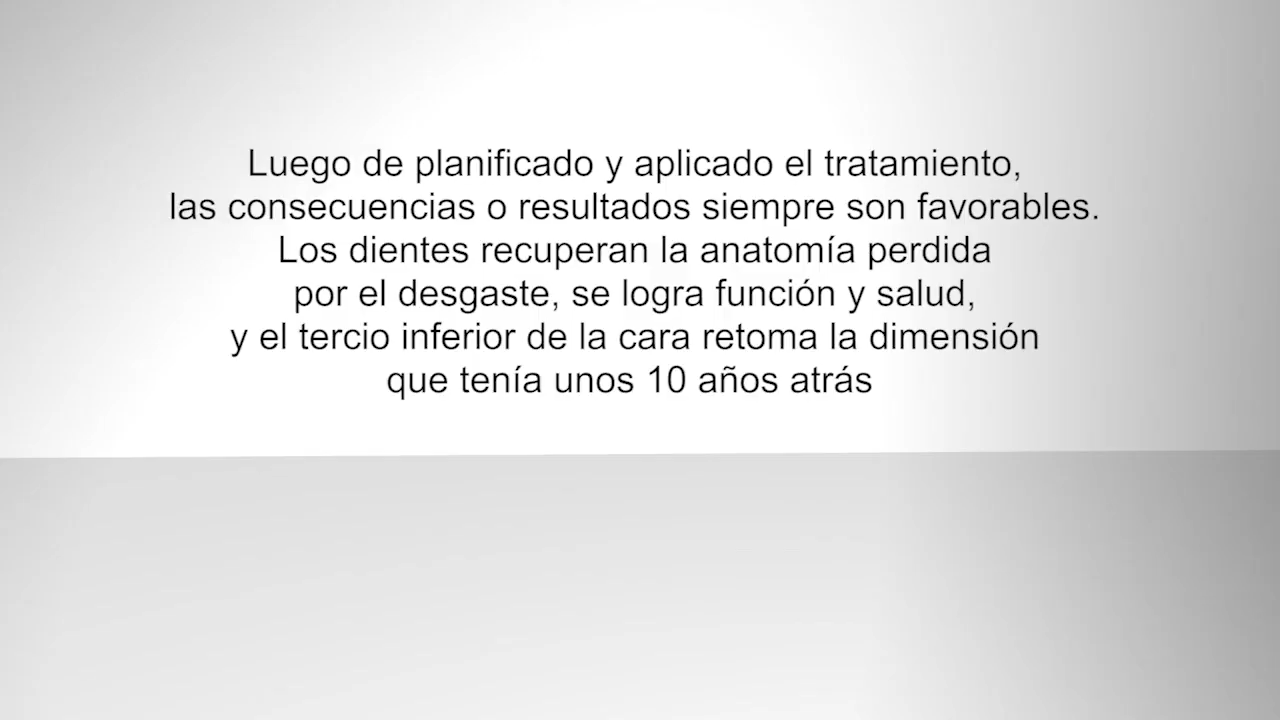 Luego de planificado y aplicado el tratamiento,
las consecuencias o resultados siempre son favorables.
Los dientes recuperan la anatomía perdida
por el desgaste, se logra función y salud,
y el tercio inferior de la cara retoma la dimensión
que tenía unos 10 años atrás